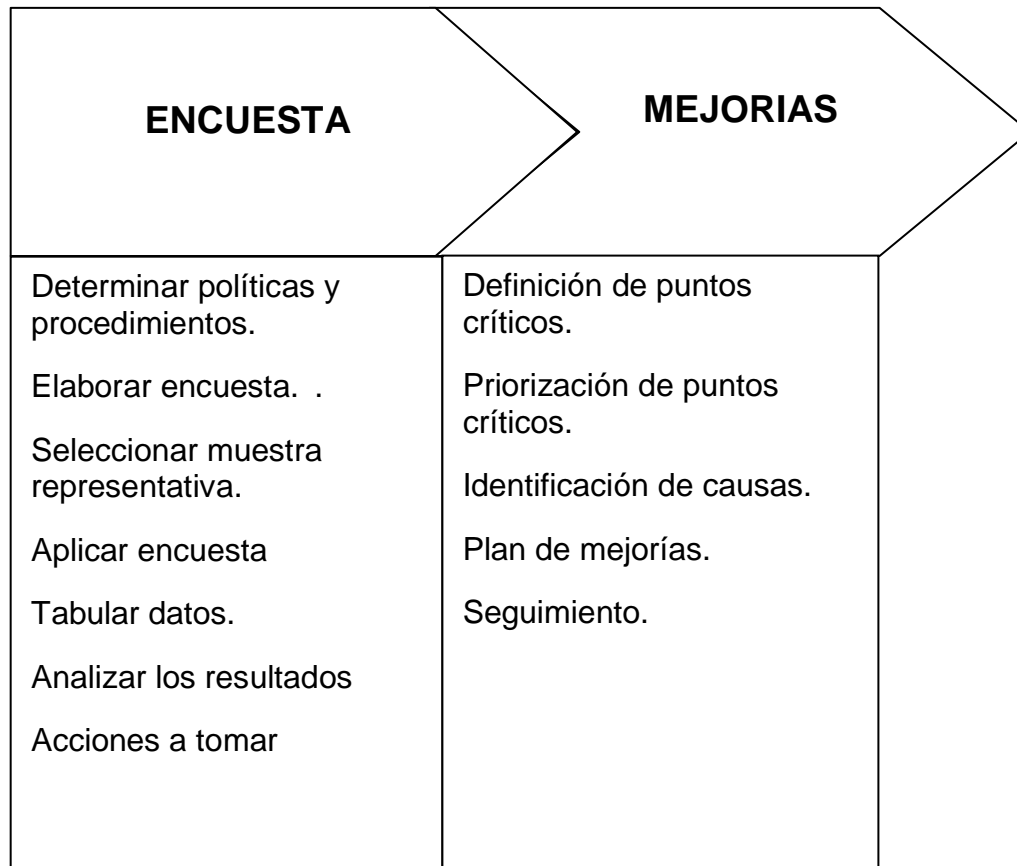 ENCUESTA
MEJORIAS
Determinar políticas y
procedimientos.
Elaborar encuesta. .
Seleccionar muestra
representativa.
Aplicar encuesta
Tabular datos.
Analizar los resultados
Acciones a tomar
Definición de puntos
críticos.
Priorización de puntos
críticos.
Identificación de causas.
Plan de mejorías.
Seguimiento.